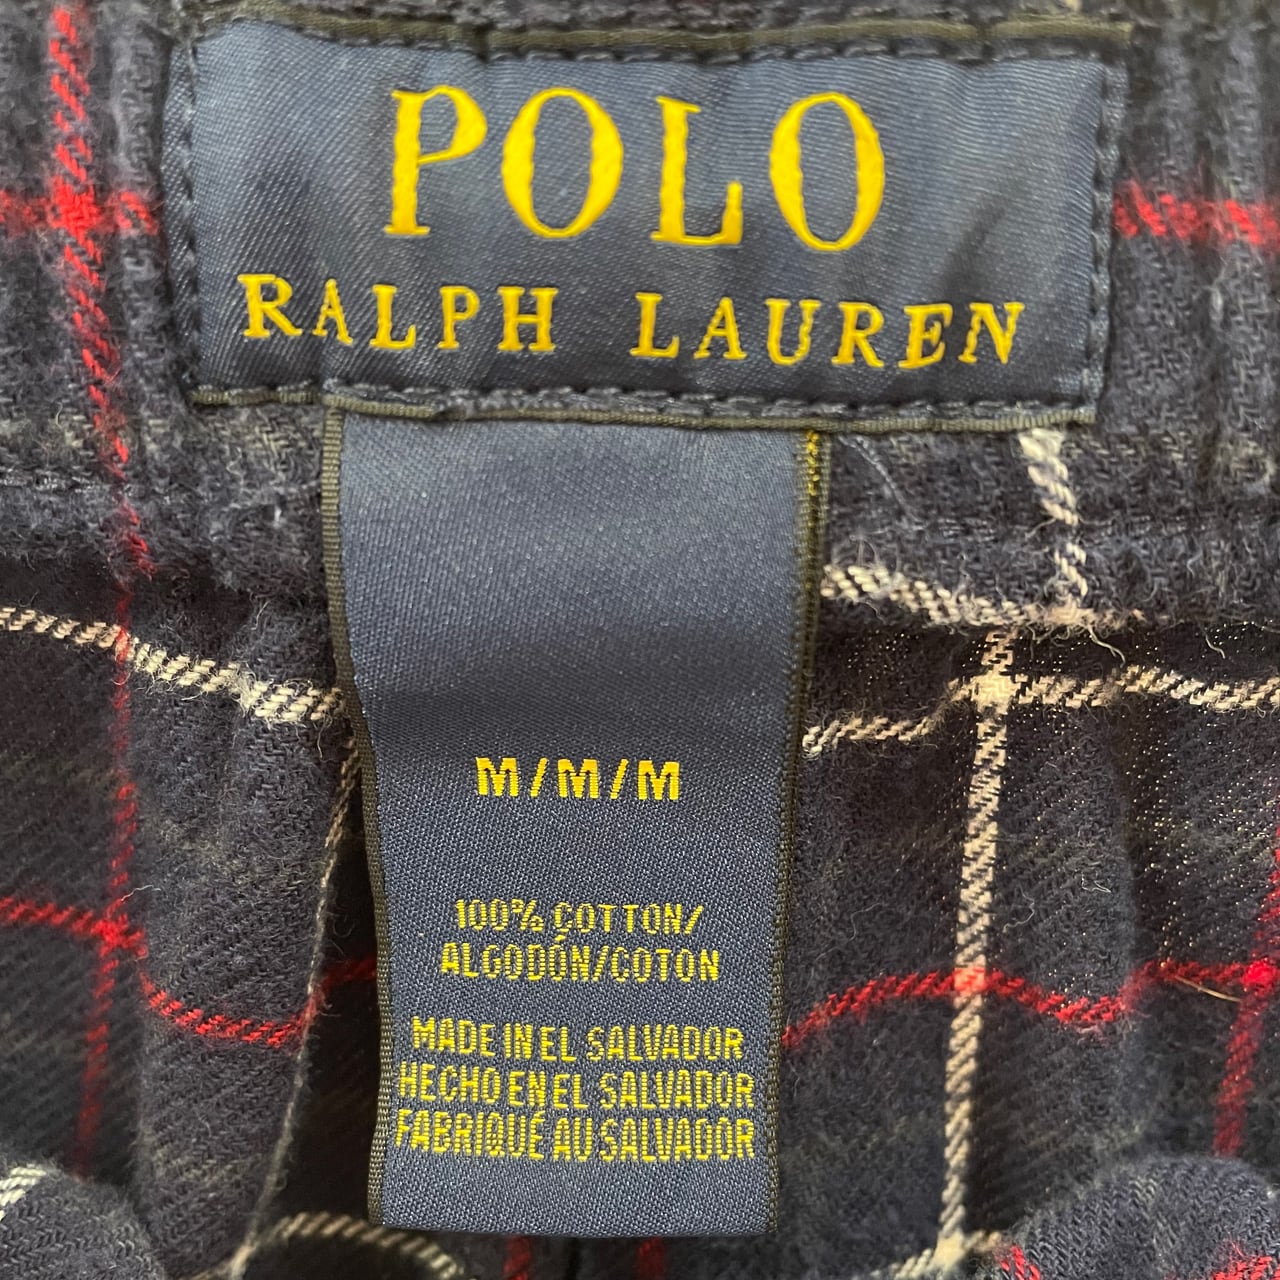 POLO
RALPH LAUREN
M/M/M
100% COTTON/
ALGODÓN/COTON
MADE IN EL SALVADOR
HECHO EN EL SALVADOR
FABRIQUÉ AU SALVADOR